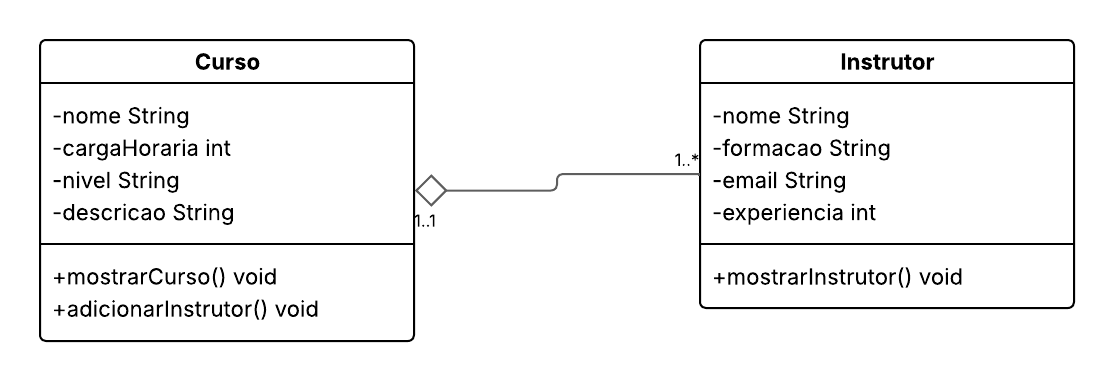 Curso
-nome String
-cargaHoraria int
-nivel String
-descricao String
+mostrarCurso() void
+adicionarInstrutor() void
1..1
1..*
Instrutor
-nome String
-formacao String
-email String
-experiencia int
+mostrarInstrutor() void